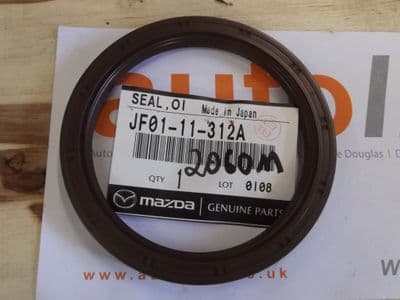 auto l
SEAL, OI Made in Japan
JF01-11-312A
2060M
QTY 1 LOT 0108
mazda GENUINE PARTS
Auto
e Douglas | D
www
.uk